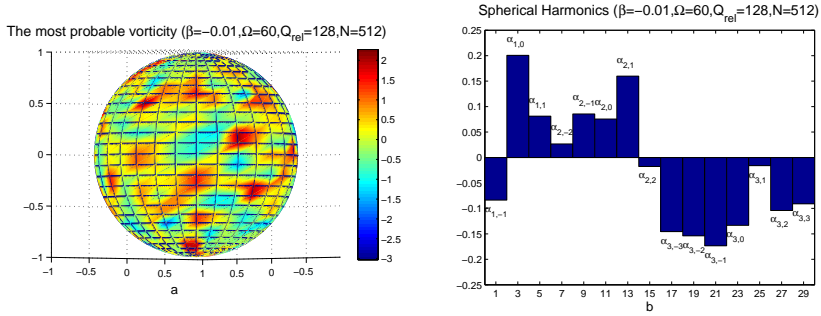 The most probable vorticity (β=−0.01,Ω=60,Q_rel=128,N=512)
1
0.5
0
−0.5
−1
−1 −0.5 0 0.5 1 0.5 0 −0.5
a
2
1.5
1
0.5
0
−0.5
−1
−1.5
−2
−2.5
−3
Spherical Harmonics (β=−0.01,Ω=60,Q_rel=128,N=512)
0.25
0.2
0.15
0.1
0.05
0
−0.05
−0.1
−0.15
−0.2
−0.25
α_1,−1
α_1,0
α_1,1
α_2,−2
α_2,−1
α_2,0
α_2,1
α_2,2
α_3,−3
α_3,−2
α_3,−1
α_3,0
α_3,1
α_3,2
α_3,3
1 3 5 7 9 11 13 15 17 19 21 23 25 27 29
b